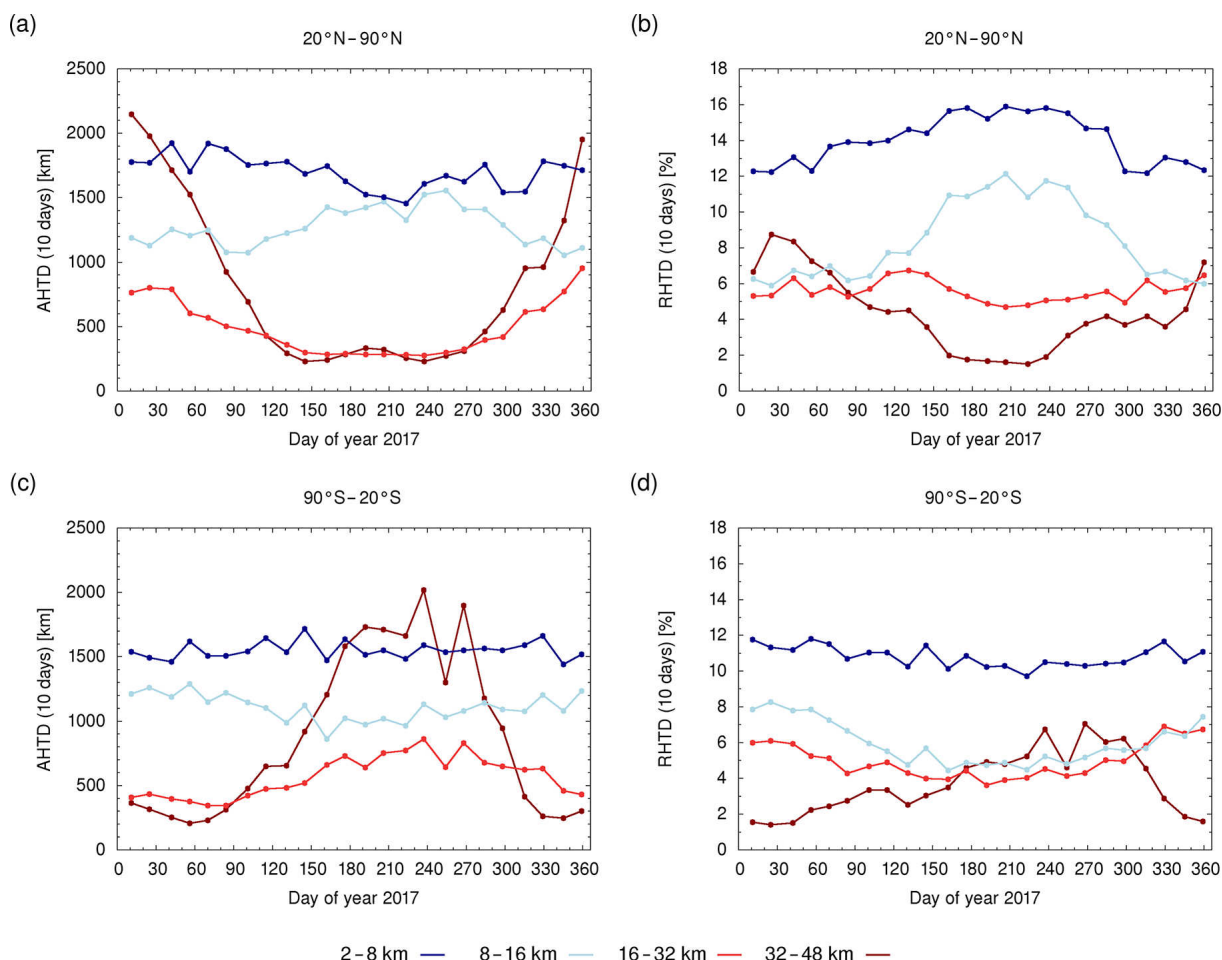 (a)
20°N–90°N
AHTD (10 days) [km]
2500
2000
1500
1000
500
0
0 30 60 90 120 150 180 210 240 270 300 330 360
Day of year 2017
(b)
20°N–90°N
RHTD (10 days) [%]
18
16
14
12
10
8
6
4
2
0
0 30 60 90 120 150 180 210 240 270 300 330 360
Day of year 2017
(c)
90°S–20°S
AHTD (10 days) [km]
2500
2000
1500
1000
500
0
0 30 60 90 120 150 180 210 240 270 300 330 360
Day of year 2017
(d)
90°S–20°S
RHTD (10 days) [%]
18
16
14
12
10
8
6
4
2
0
0 30 60 90 120 150 180 210 240 270 300 330 360
Day of year 2017
2–8 km 8–16 km 16–32 km 32–48 km